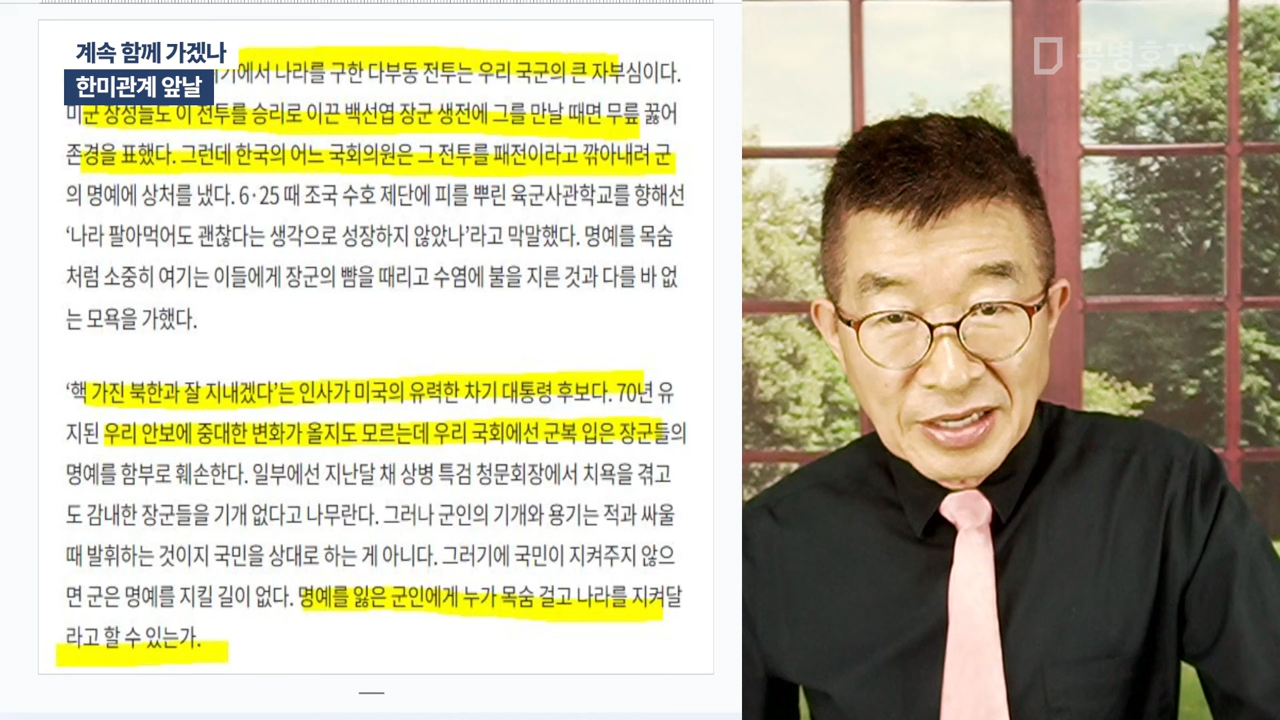 계속 함께 가겠나
한미관계 앞날
기에서 나라를 구한 다부동 전투는 우리 국군의 큰 자부심이다.
미군 장성들도 이 전투를 승리로 이끈 백선엽 장군 생전에 그를 만날 때면 무릎 꿇어
존경을 표했다. 그런데 한국의 어느 국회의원은 그 전투를 패전이라고 깎아내려 군
의 명예에 상처를 냈다. 6·25 때 조국 수호 제단에 피를 뿌린 육군사관학교를 향해선
‘나라 팔아먹어도 괜찮다는 생각으로 성장하지 않았나’라고 막말했다. 명예를 목숨
처럼 소중히 여기는 이들에게 장군의 뺨을 때리고 수염에 불을 지른 것과 다를 바 없
는 모욕을 가했다.
‘핵 가진 북한과 잘 지내겠다’는 인사가 미국의 유력한 차기 대통령 후보다. 70년 유
지된 우리 안보에 중대한 변화가 올지도 모르는데 우리 국회에선 군복 입은 장군들의
명예를 함부로 훼손한다. 일부에선 지난달 채 상병 특검 청문회장에서 치욕을 겪고
도 감내한 장군들을 기개 없다고 나무란다. 그러나 군인의 기개와 용기는 적과 싸울
때 발휘하는 것이지 국민을 상대로 하는 게 아니다. 그러기에 국민이 지켜주지 않으
면 군은 명예를 지킬 길이 없다. 명예를 잃은 군인에게 누가 목숨 걸고 나라를 지켜달
라고 할 수 있는가.
공병호TV